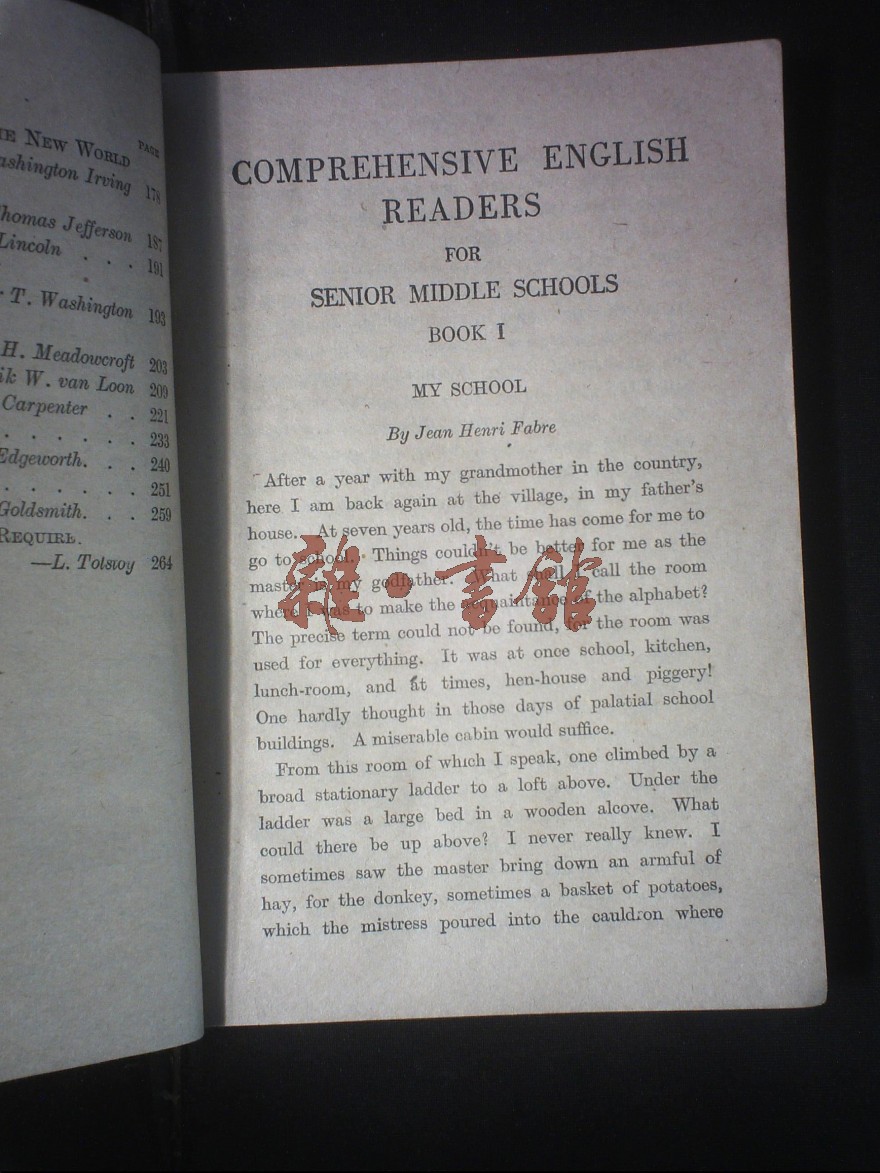 THE NEW WORLD PAGE
Washington Irving 178
Thomas Jefferson 187
Lincoln . . . 191
T. Washington 193
H. Meadowcroft 203
W. van Loon 209
Carpenter . . 221
. . . . . . 233
Edgeworth. . . 240
. . . . . . 251
Goldsmith. . . 259
REQUIRE.
—L. Tolstoy 264
COMPREHENSIVE ENGLISH
READERS
FOR
SENIOR MIDDLE SCHOOLS
BOOK I
MY SCHOOL
By Jean Henri Fabre
After a year with my grandmother in the country,
here I am back again at the village, in my father's
house. At seven years old, the time has come for me to
go to school. Things couldn't be better for me as the
master is my godfather. What shall I call the room
where I was to make the acquaintance of the alphabet?
The precise term could not be found, for the room was
used for everything. It was at once school, kitchen,
lunch-room, and at times, hen-house and piggery!
One hardly thought in those days of palatial school
buildings. A miserable cabin would suffice.
From this room of which I speak, one climbed by a
broad stationary ladder to a loft above. Under the
ladder was a large bed in a wooden alcove. What
could there be up above? I never really knew. I
sometimes saw the master bring down an armful of
hay, for the donkey, sometimes a basket of potatoes,
which the mistress poured into the cauldron where
雜·書館